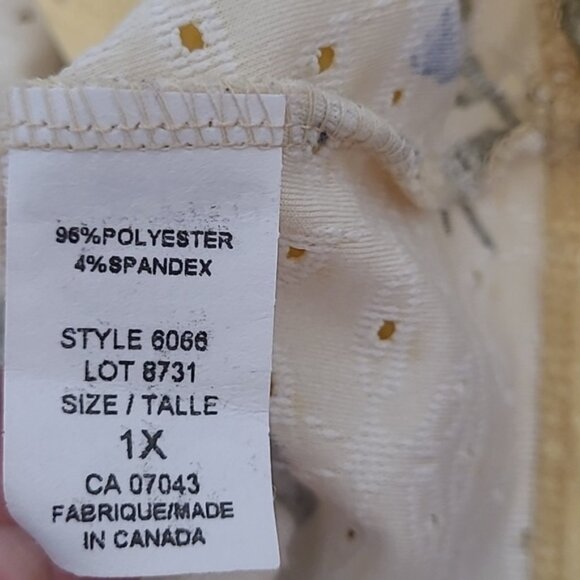 96%POLYESTER
4%SPANDEX
STYLE 6066
LOT 8731
SIZE / TALLE
1X
CA 07043
FABRIQUE/MADE
IN CANADA